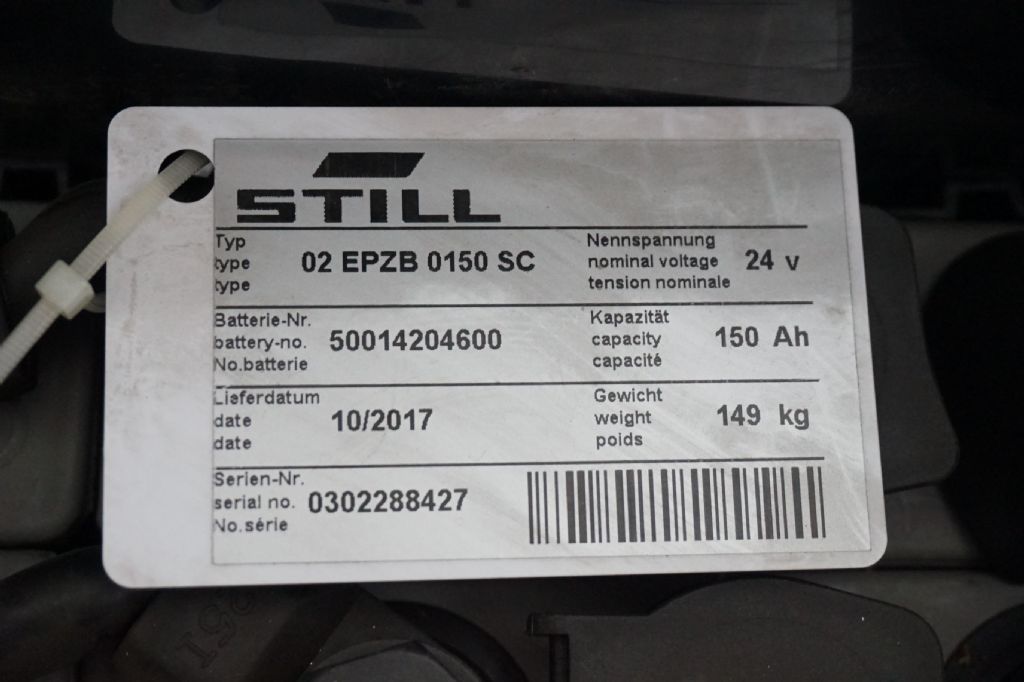 STILL
Typ
type
type
02 EPZB 0150 SC
Nennspannung
nominal voltage
tension nominale
24 V
Batterie-Nr.
battery-no.
No.batterie
50014204600
Kapazität
capacity
capacité
150 Ah
Lieferdatum
date
date
10/2017
Gewicht
weight
poids
149 kg
Serien-Nr.
serial no.
No.série
0302288427